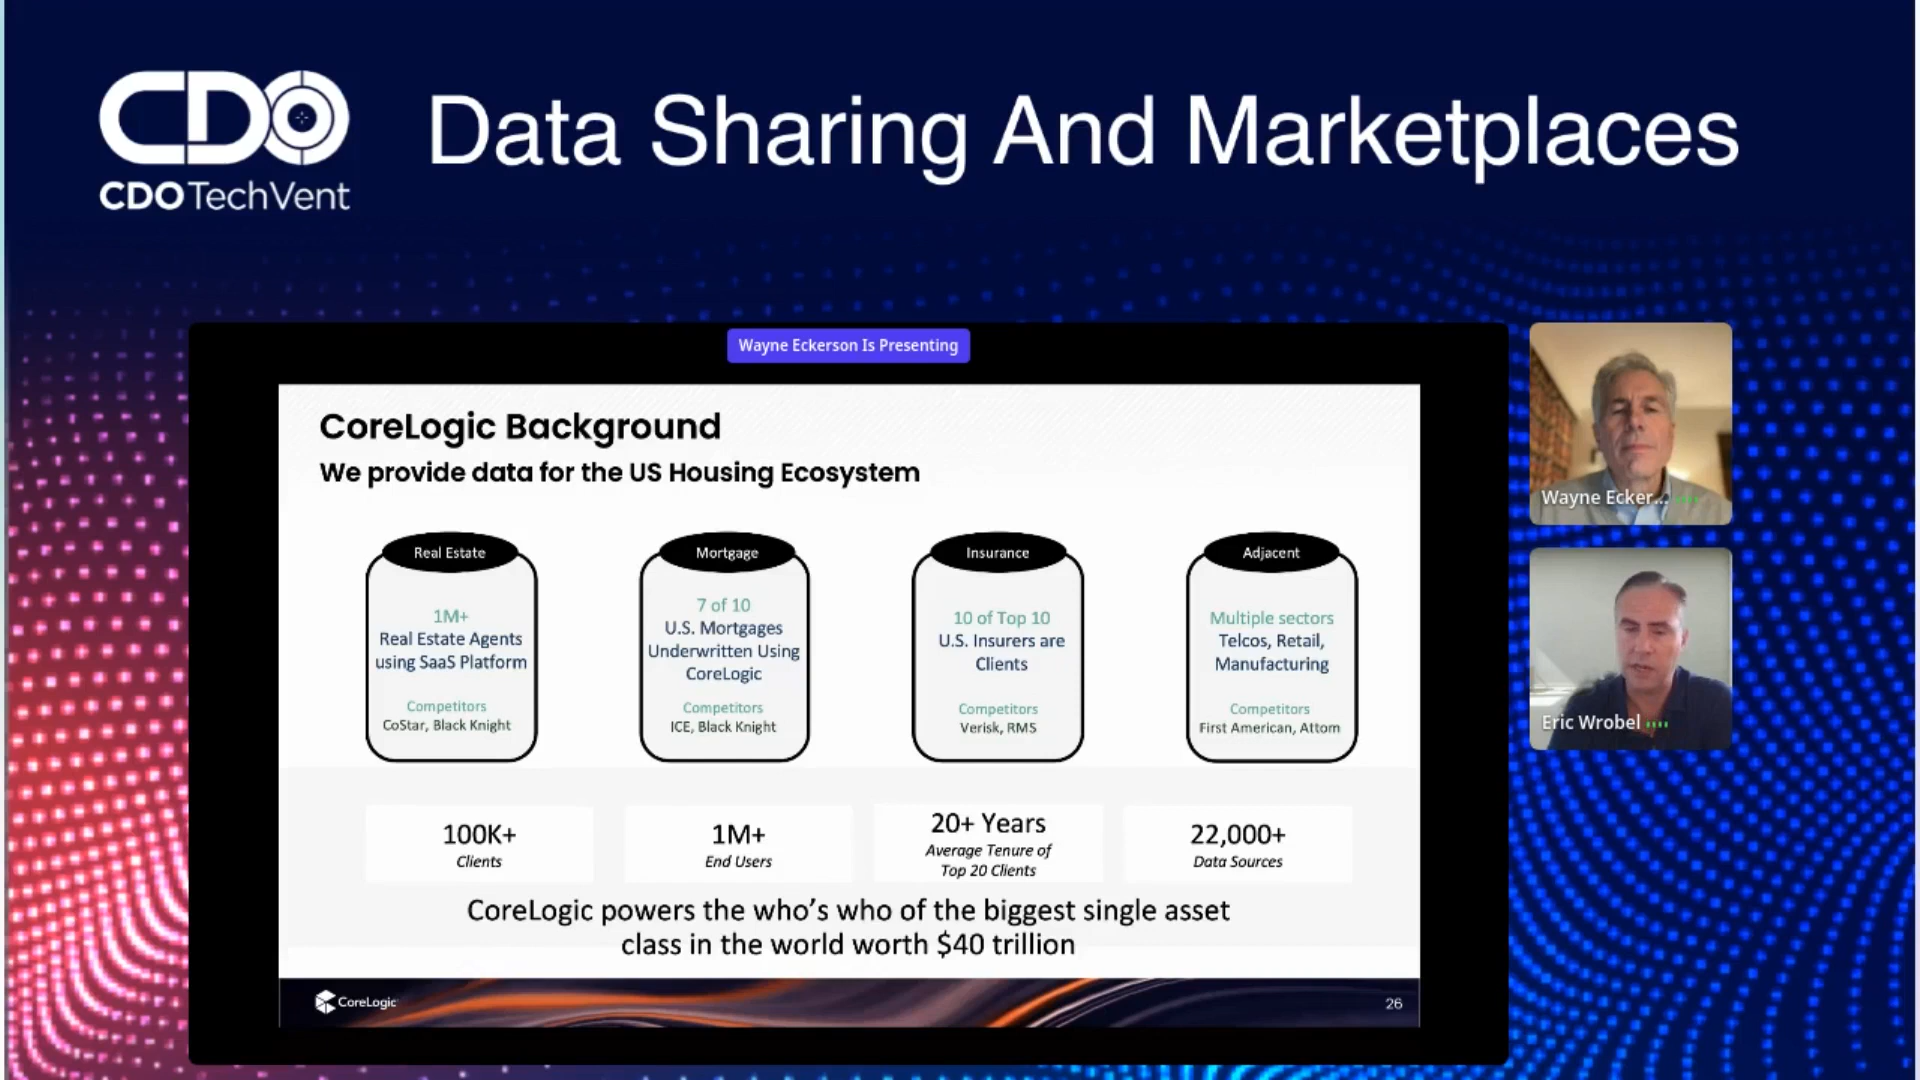 CDO
CDO TechVent
Data Sharing And Marketplaces
Wayne Eckerson Is Presenting
CoreLogic Background
We provide data for the US Housing Ecosystem
Real Estate
1M+
Real Estate Agents
using SaaS Platform
Competitors
CoStar, Black Knight
Mortgage
7 of 10
U.S. Mortgages
Underwritten Using
CoreLogic
Competitors
ICE, Black Knight
Insurance
10 of Top 10
U.S. Insurers are
Clients
Competitors
Verisk, RMS
Adjacent
Multiple sectors
Telcos, Retail,
Manufacturing
Competitors
First American, Attom
100K+
Clients
1M+
End Users
20+ Years
Average Tenure of
Top 20 Clients
22,000+
Data Sources
CoreLogic powers the who’s who of the biggest single asset
class in the world worth $40 trillion
CoreLogic
26
Wayne Ecker...
Eric Wrobel